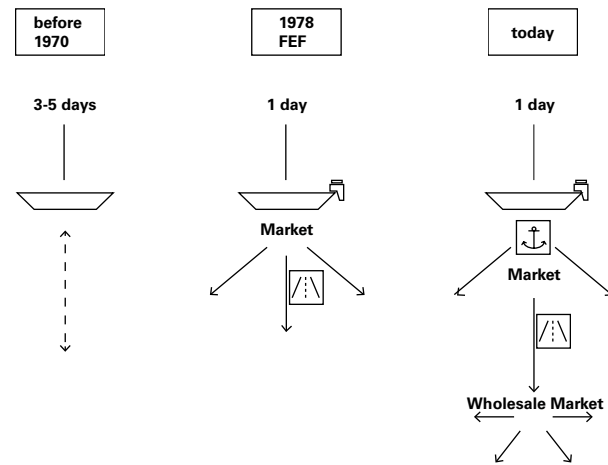 before
1970
1978
FEF
today
3-5 days
1 day
1 day
Market
Market
Wholesale Market